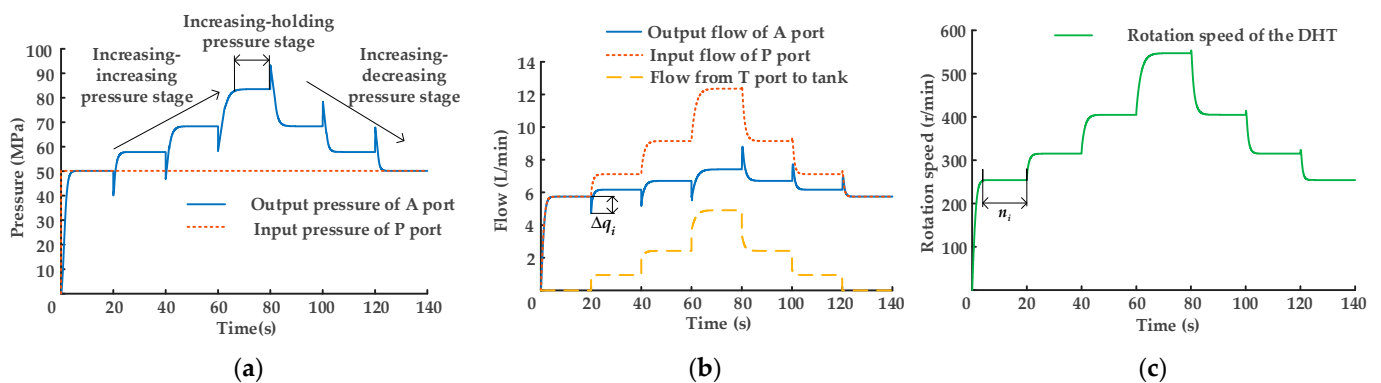 Increasing-holding
pressure stage
Increasing-
increasing
pressure stage
Increasing-
decreasing
pressure stage
Pressure (MPa)
100
90
80
70
60
50
40
30
20
10
0
20
40
60
80
100
120
140
Output pressure of A port
Input pressure of P port
Time(s)
(a)
Output flow of A port
Input flow of P port
Flow from T port to tank
Flow (L/min)
14
12
10
8
6
4
2
0
20
40
60
80
100
120
140
Δq_i
Time (s)
(b)
Rotation speed of the DHT
Rotation speed (r/min)
600
500
400
300
200
100
0
20
40
60
80
100
120
140
n_i
Time (s)
(c)